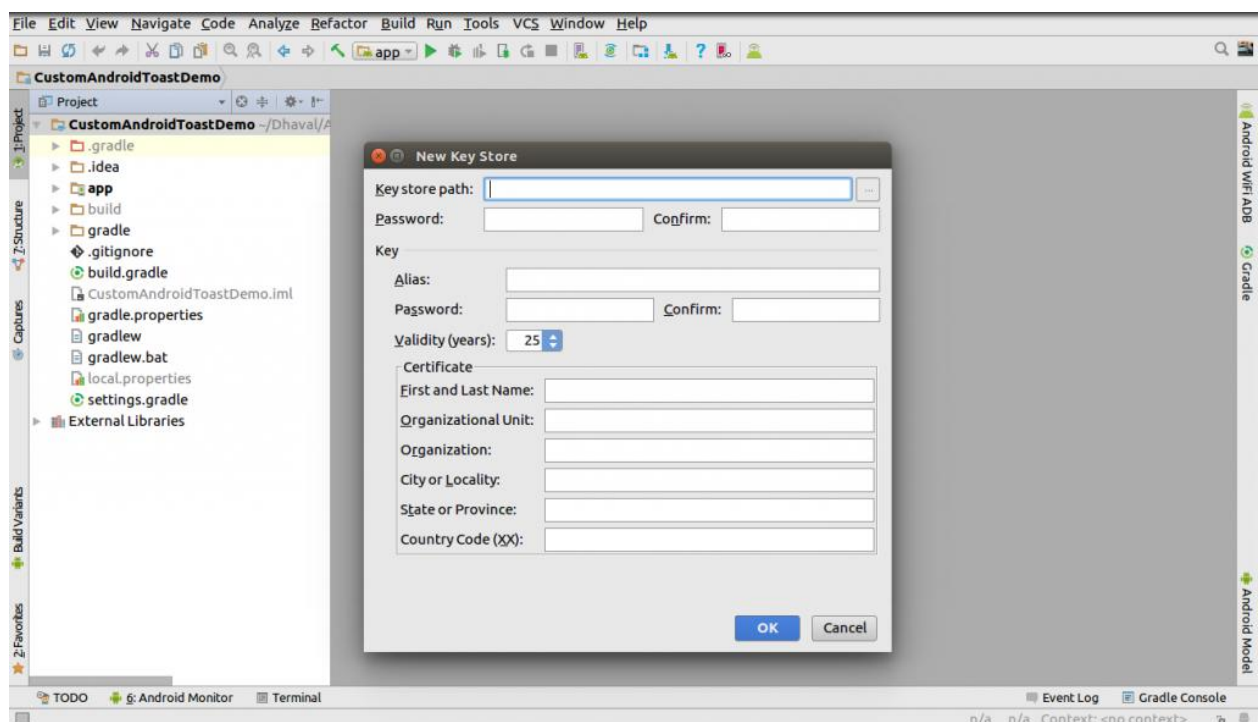 File Edit View Navigate Code Analyze Refactor Build Run Tools VCS Window Help
app
CustomAndroidToastDemo
Project
CustomAndroidToastDemo ~/Dhaval/A
.gradle
.idea
app
build
gradle
.gitignore
build.gradle
CustomAndroidToastDemo.iml
gradle.properties
gradlew
gradlew.bat
local.properties
settings.gradle
External Libraries
1: Project
7: Structure
Captures
Build Variants
2: Favorites
New Key Store
Key store path:
Password: Confirm:
Key
Alias:
Password: Confirm:
Validity (years): 25
Certificate
First and Last Name:
Organizational Unit:
Organization:
City or Locality:
State or Province:
Country Code (XX):
OK Cancel
Android WiFi ADB
Gradle
Android Model
TODO 6: Android Monitor Terminal Event Log Gradle Console
n/a n/a Context: <no context>